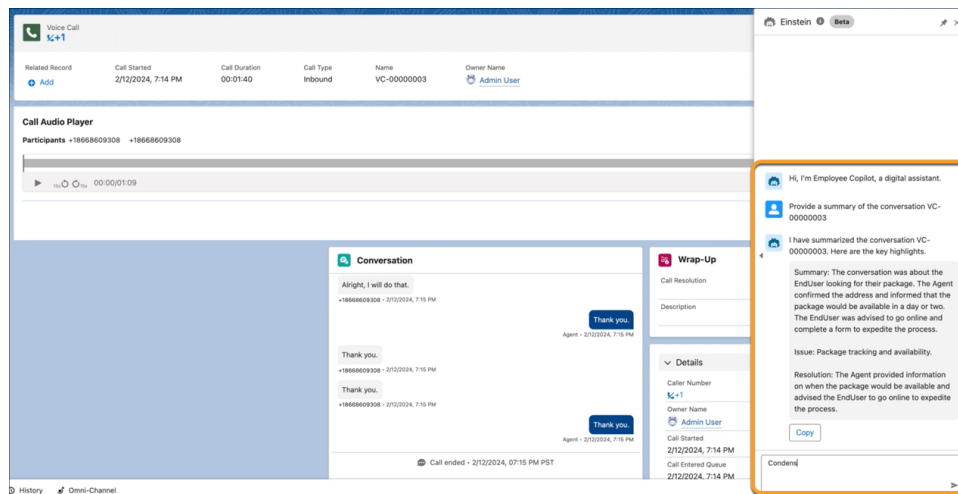 Voice Call
+1
Related Record
Call Started
Call Duration
Call Type
Name
Owner Name
Add
2/12/2024, 7:14 PM
00:01:40
Inbound
VC-00000003
Admin User
Call Audio Player
Participants +18668609308 +18668609308
00:00/01:09
Conversation
Alright, I will do that.
+18668609308 • 2/12/2024, 7:15 PM
Thank you.
Agent • 2/12/2024, 7:15 PM
Thank you.
+18668609308 • 2/12/2024, 7:15 PM
Thank you.
+18668609308 • 2/12/2024, 7:15 PM
Thank you.
Agent • 2/12/2024, 7:15 PM
Call ended • 2/12/2024, 07:15 PM PST
Wrap-Up
Call Resolution
Description
Details
Caller Number
+1
Owner Name
Admin User
Call Started
2/12/2024, 7:14 PM
Call Entered Queue
2/12/2024, 7:14 PM
Einstein Beta
Hi, I'm Employee Copilot, a digital assistant.
Provide a summary of the conversation VC-
00000003
I have summarized the conversation VC-
00000003. Here are the key highlights.
Summary: The conversation was about the
EndUser looking for their package. The Agent
confirmed the address and informed that the
package would be available in a day or two.
The EndUser was advised to go online and
complete a form to expedite the process.
Issue: Package tracking and availability.
Resolution: The Agent provided information
on when the package would be available and
advised the EndUser to go online to expedite
the process.
Copy
Condens
History
Omni-Channel